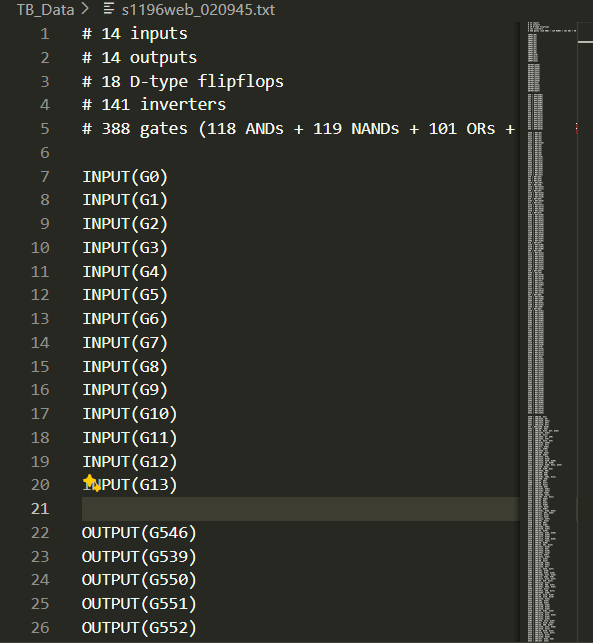 TB_Data > s1196web_020945.txt
1 # 14 inputs
2 # 14 outputs
3 # 18 D-type flipflops
4 # 141 inverters
5 # 388 gates (118 ANDs + 119 NANDs + 101 ORs +
6
7 INPUT(G0)
8 INPUT(G1)
9 INPUT(G2)
10 INPUT(G3)
11 INPUT(G4)
12 INPUT(G5)
13 INPUT(G6)
14 INPUT(G7)
15 INPUT(G8)
16 INPUT(G9)
17 INPUT(G10)
18 INPUT(G11)
19 INPUT(G12)
20 INPUT(G13)
21
22 OUTPUT(G546)
23 OUTPUT(G539)
24 OUTPUT(G550)
25 OUTPUT(G551)
26 OUTPUT(G552)